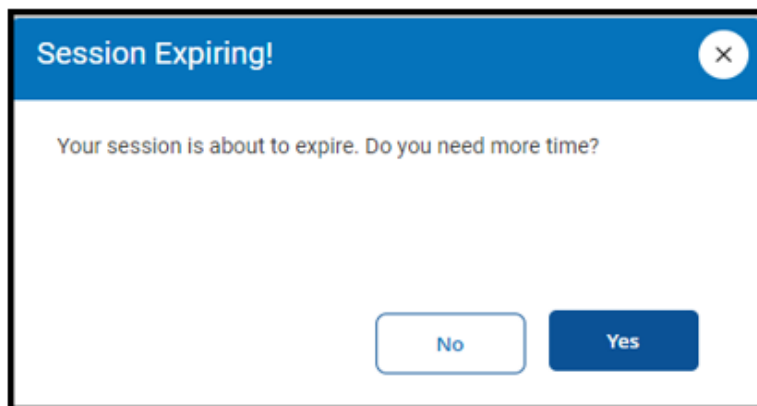 Session Expiring!
Your session is about to expire. Do you need more time?
No
Yes